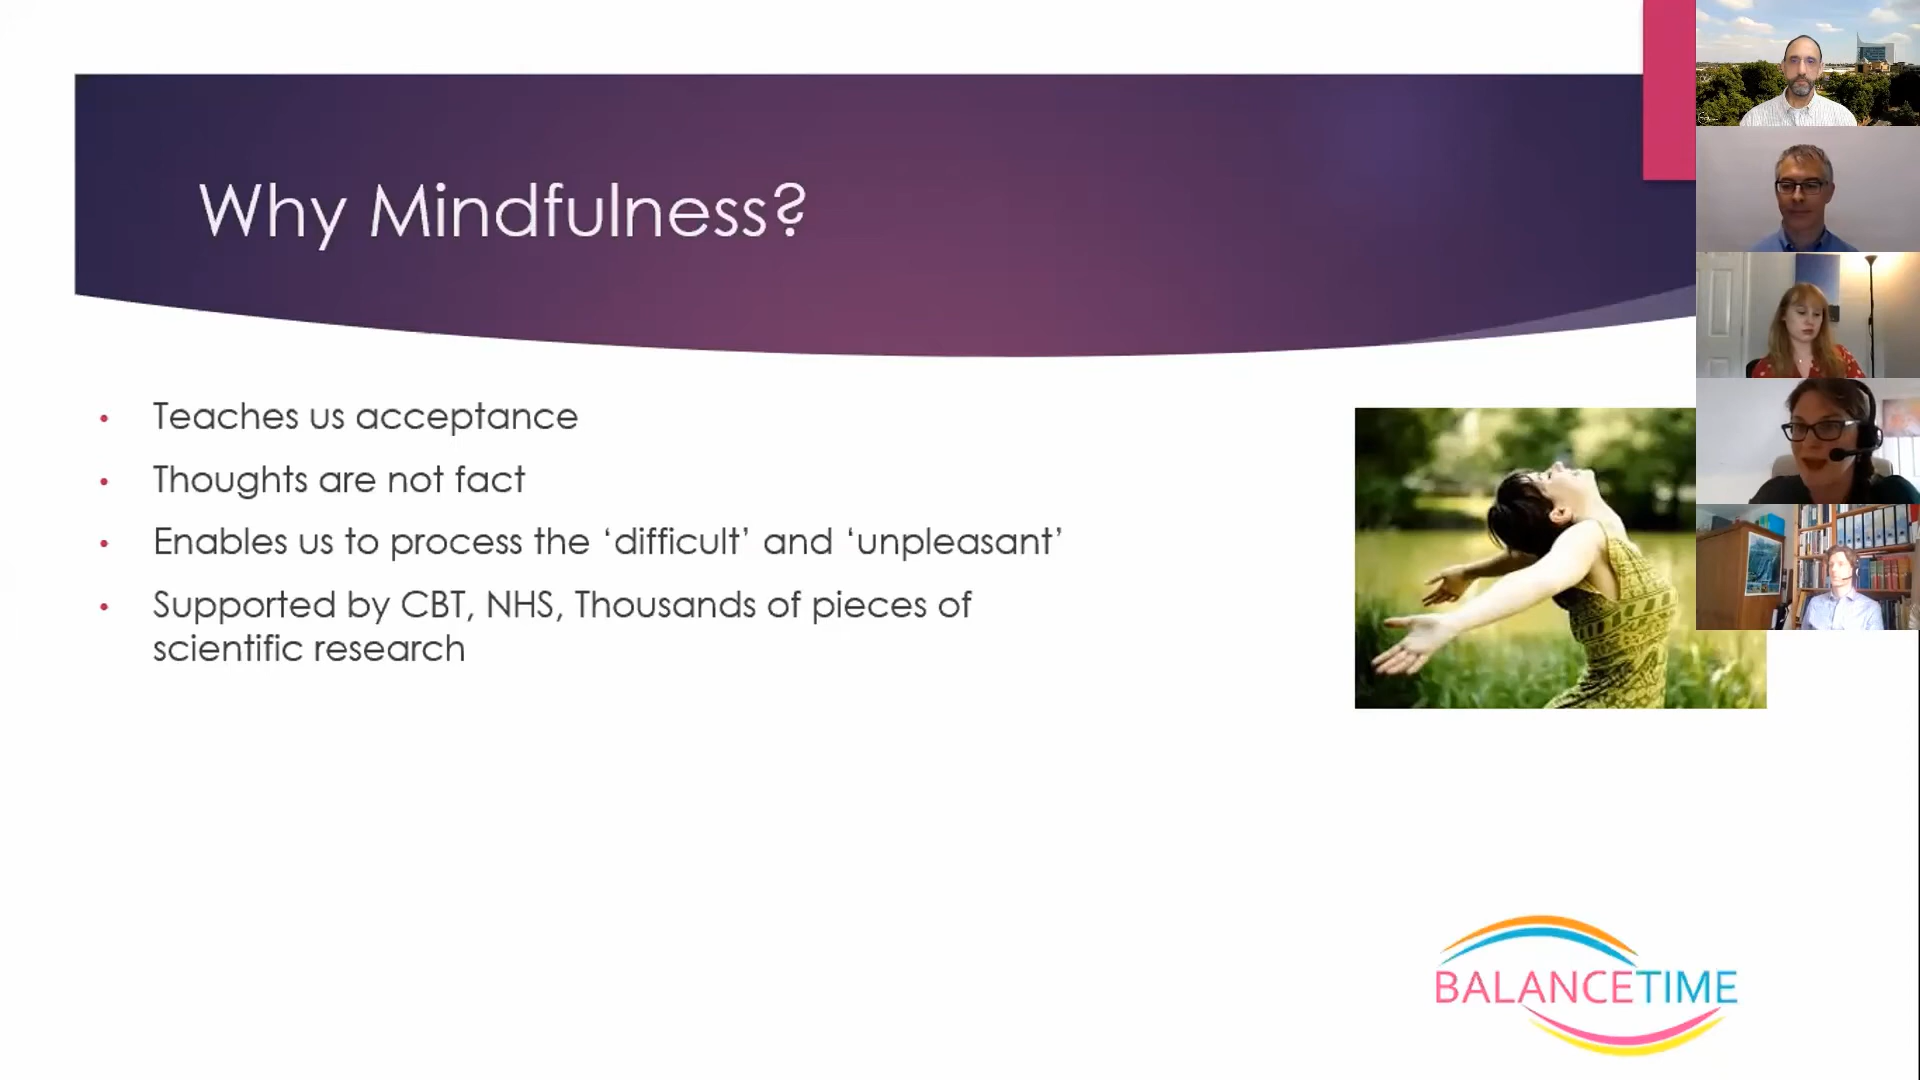 Why Mindfulness?
• Teaches us acceptance
• Thoughts are not fact
• Enables us to process the ‘difficult’ and ‘unpleasant’
• Supported by CBT, NHS, Thousands of pieces of
scientific research
BALANCETIME